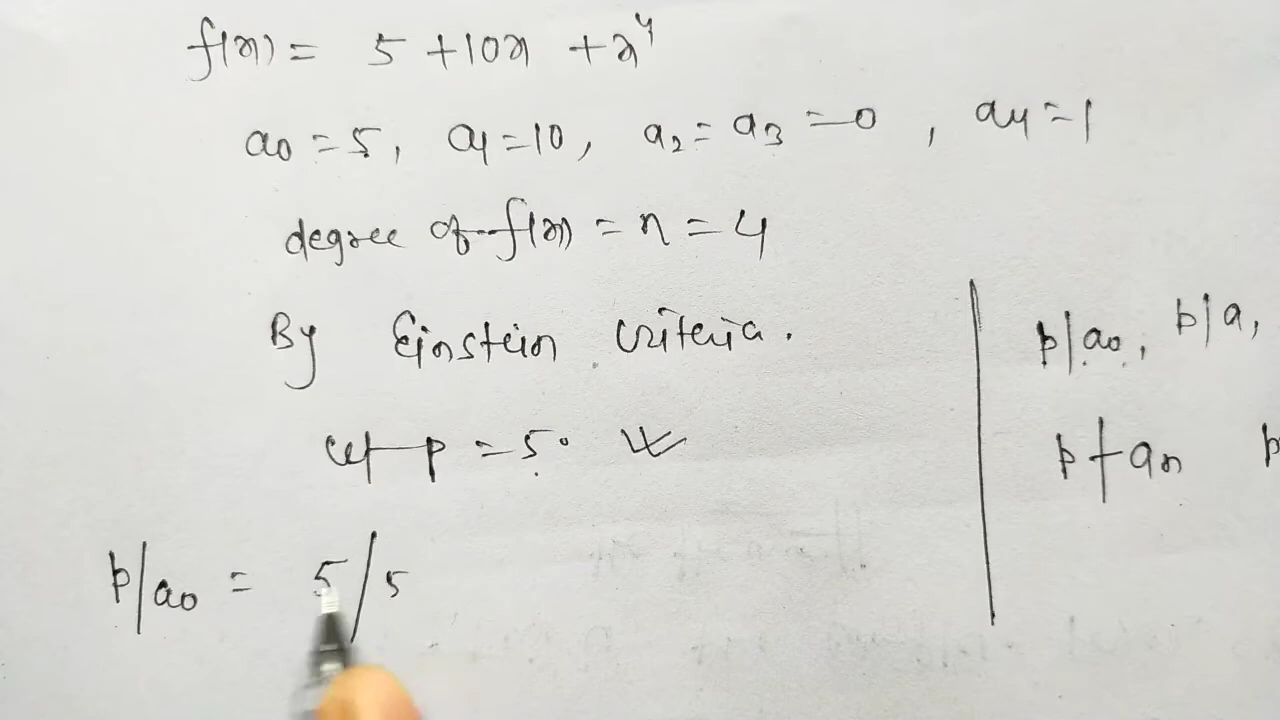 f(x) = 5 + 10x + x⁴
a₀ = 5, a₁ = 10, a₂ = a₃ = 0, a₄ = 1
degree of f(x) = n = 4
By Einstein criteria.
Let p = 5.
p/a₀ = 5/5
p|a₀, p|a₁
p∤aₙ p